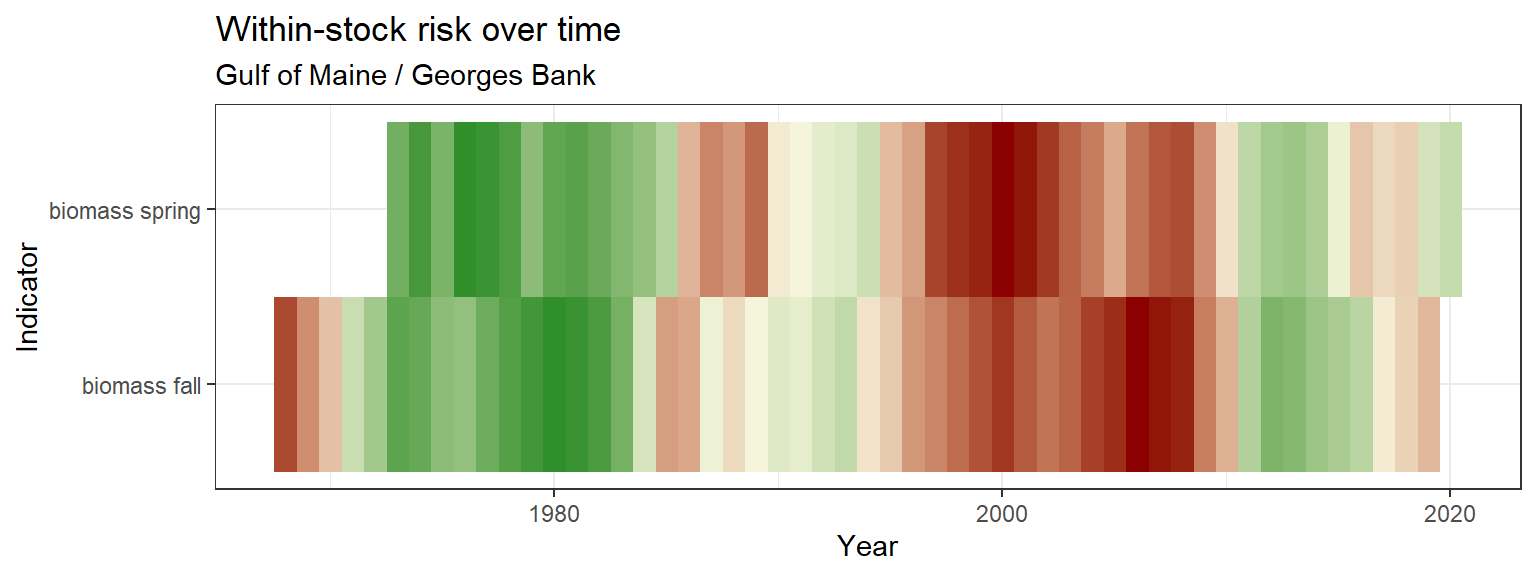 Within-stock risk over time
Gulf of Maine / Georges Bank
Indicator
biomass spring
biomass fall
1980 2000 2020
Year